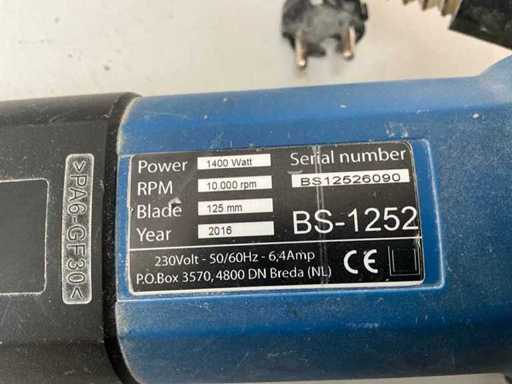 Power 1400 Watt Serial number
RPM 10.000 rpm BS12526090
Blade 125 mm
Year 2016 BS-1252
230Volt - 50/60Hz - 6,4Amp
P.O.Box 3570, 4800 DN Breda (NL)
CE
>PA6-GF30<